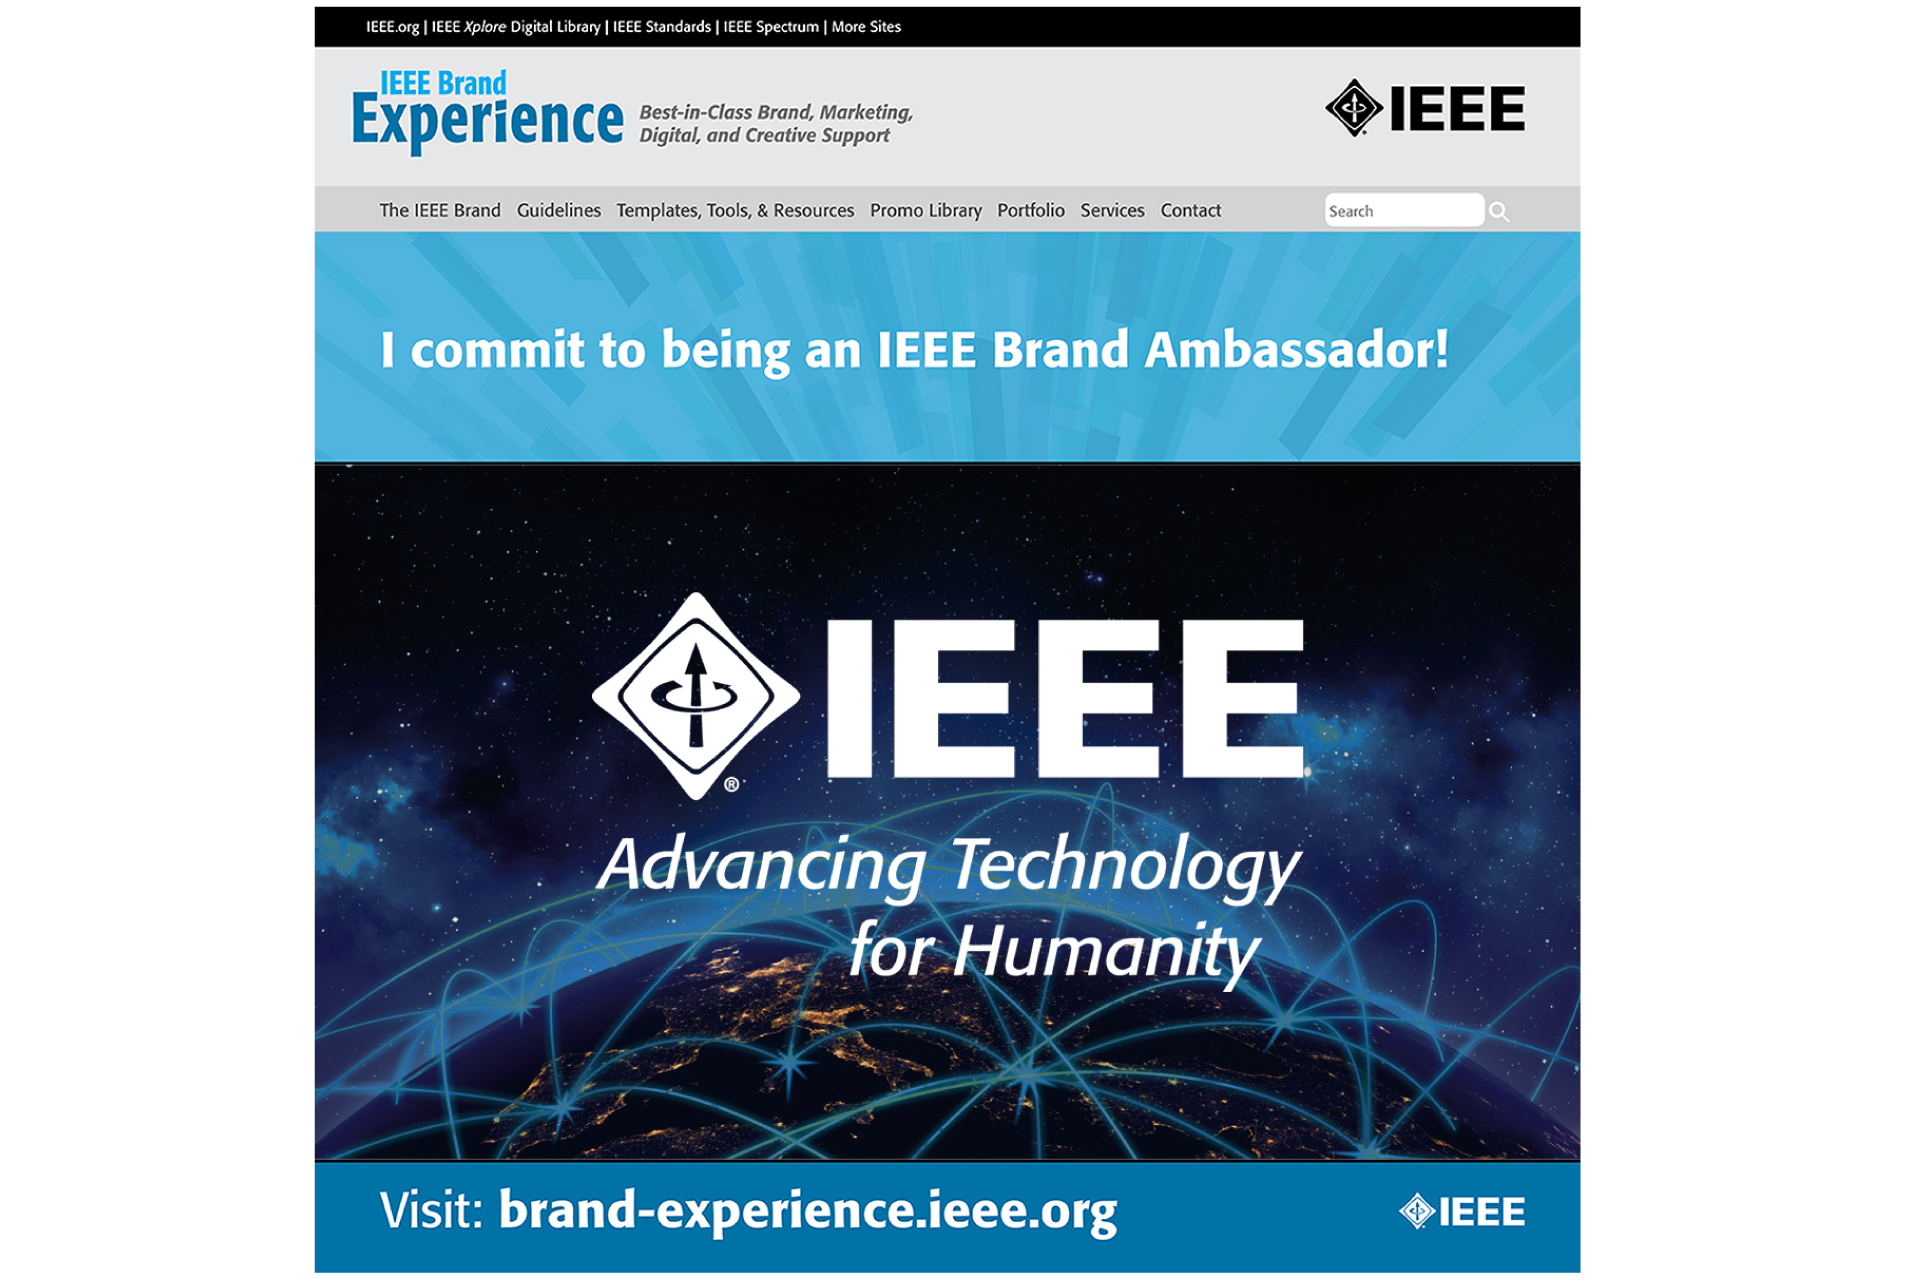 IEEE.org | IEEE Xplore Digital Library | IEEE Standards | IEEE Spectrum | More Sites
IEEE Brand
Experience
Best-in-Class Brand, Marketing,
Digital, and Creative Support
IEEE
The IEEE Brand Guidelines Templates, Tools, & Resources Promo Library Portfolio Services Contact Search
I commit to being an IEEE Brand Ambassador!
IEEE
®
Advancing Technology
for Humanity
Visit: brand-experience.ieee.org
IEEE